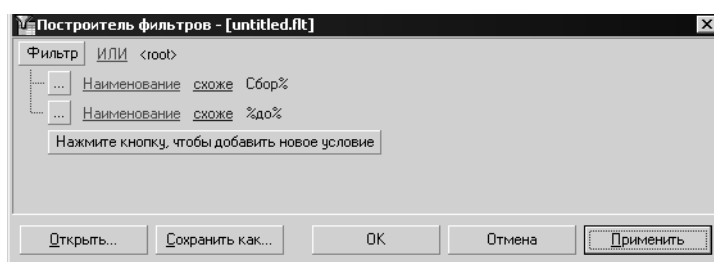 Построитель фильтров - [untitled.flt]
Фильтр ИЛИ <root>
... Наименование схоже Сбор%
... Наименование схоже %до%
Нажмите кнопку, чтобы добавить новое условие
Открыть... Сохранить как... OK Отмена Применить